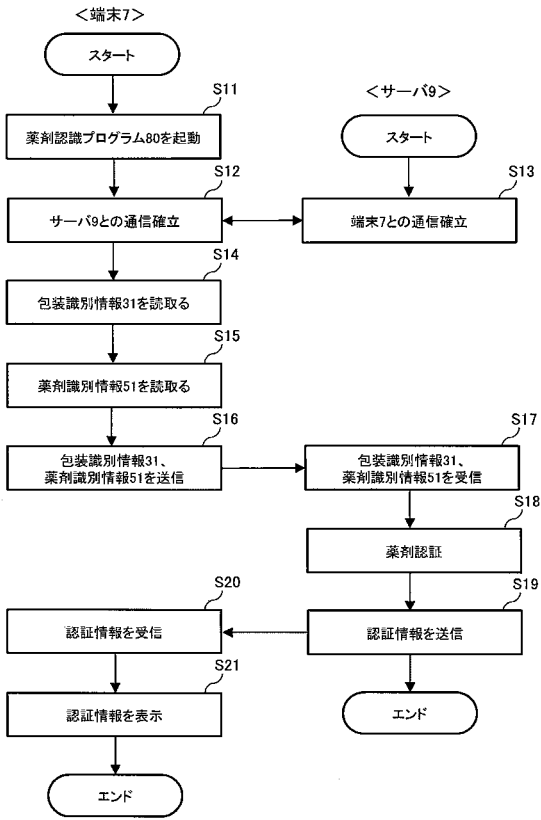 ＜端末7＞
スタート
S11
薬剤認識プログラム80を起動
＜サーバ9＞
スタート
S12
サーバ9との通信確立
S13
端末7との通信確立
S14
包装識別情報31を読取る
S15
薬剤識別情報51を読取る
S16
包装識別情報31、
薬剤識別情報51を送信
S17
包装識別情報31、
薬剤識別情報51を受信
S18
薬剤認証
S19
認証情報を送信
S20
認証情報を受信
エンド
S21
認証情報を表示
エンド